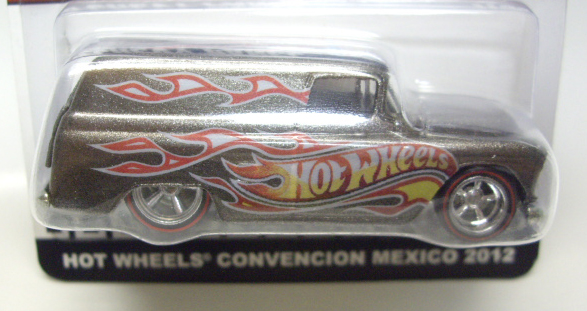 HOT WHEELS
HOT WHEELS® CONVENCION MEXICO 2012